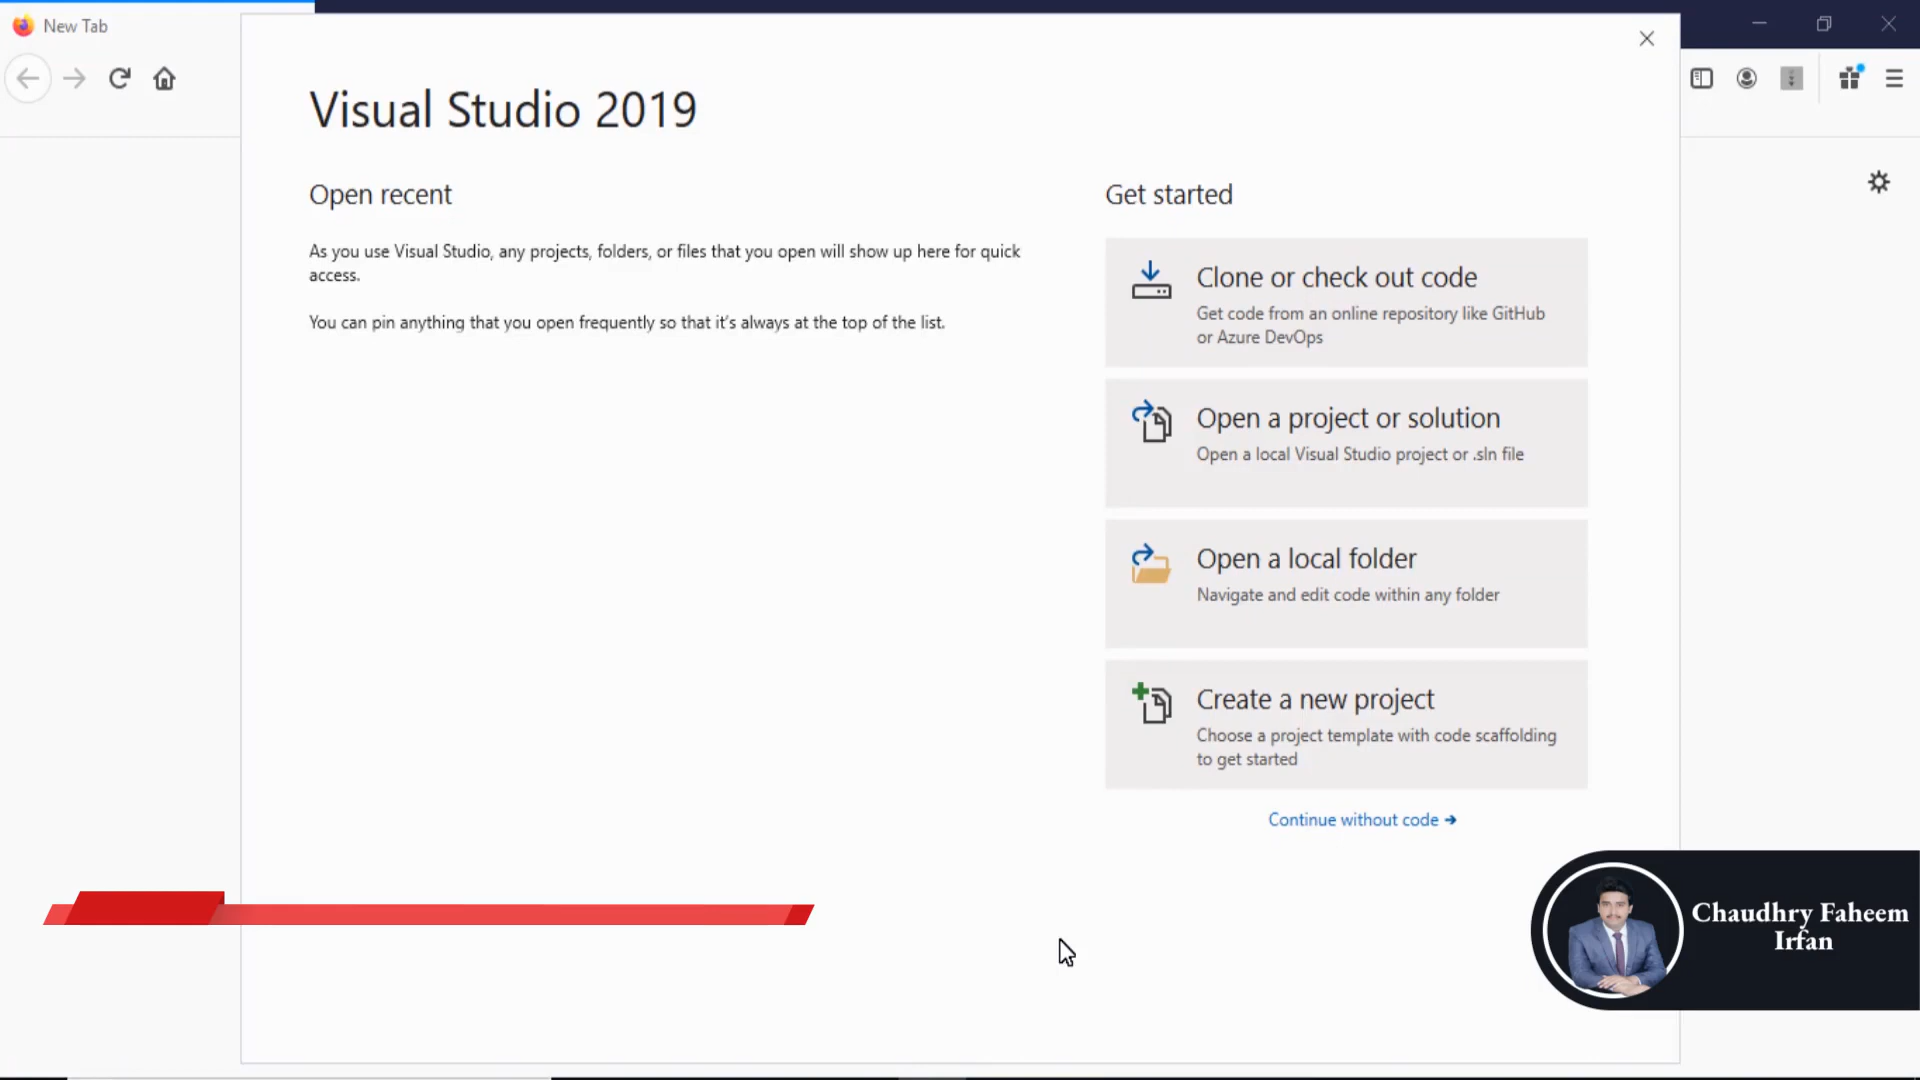 New Tab
Visual Studio 2019
Open recent
As you use Visual Studio, any projects, folders, or files that you open will show up here for quick
access.
You can pin anything that you open frequently so that it's always at the top of the list.
Get started
Clone or check out code
Get code from an online repository like GitHub
or Azure DevOps
Open a project or solution
Open a local Visual Studio project or .sln file
Open a local folder
Navigate and edit code within any folder
Create a new project
Choose a project template with code scaffolding
to get started
Continue without code
Chaudhry Faheem
Irfan